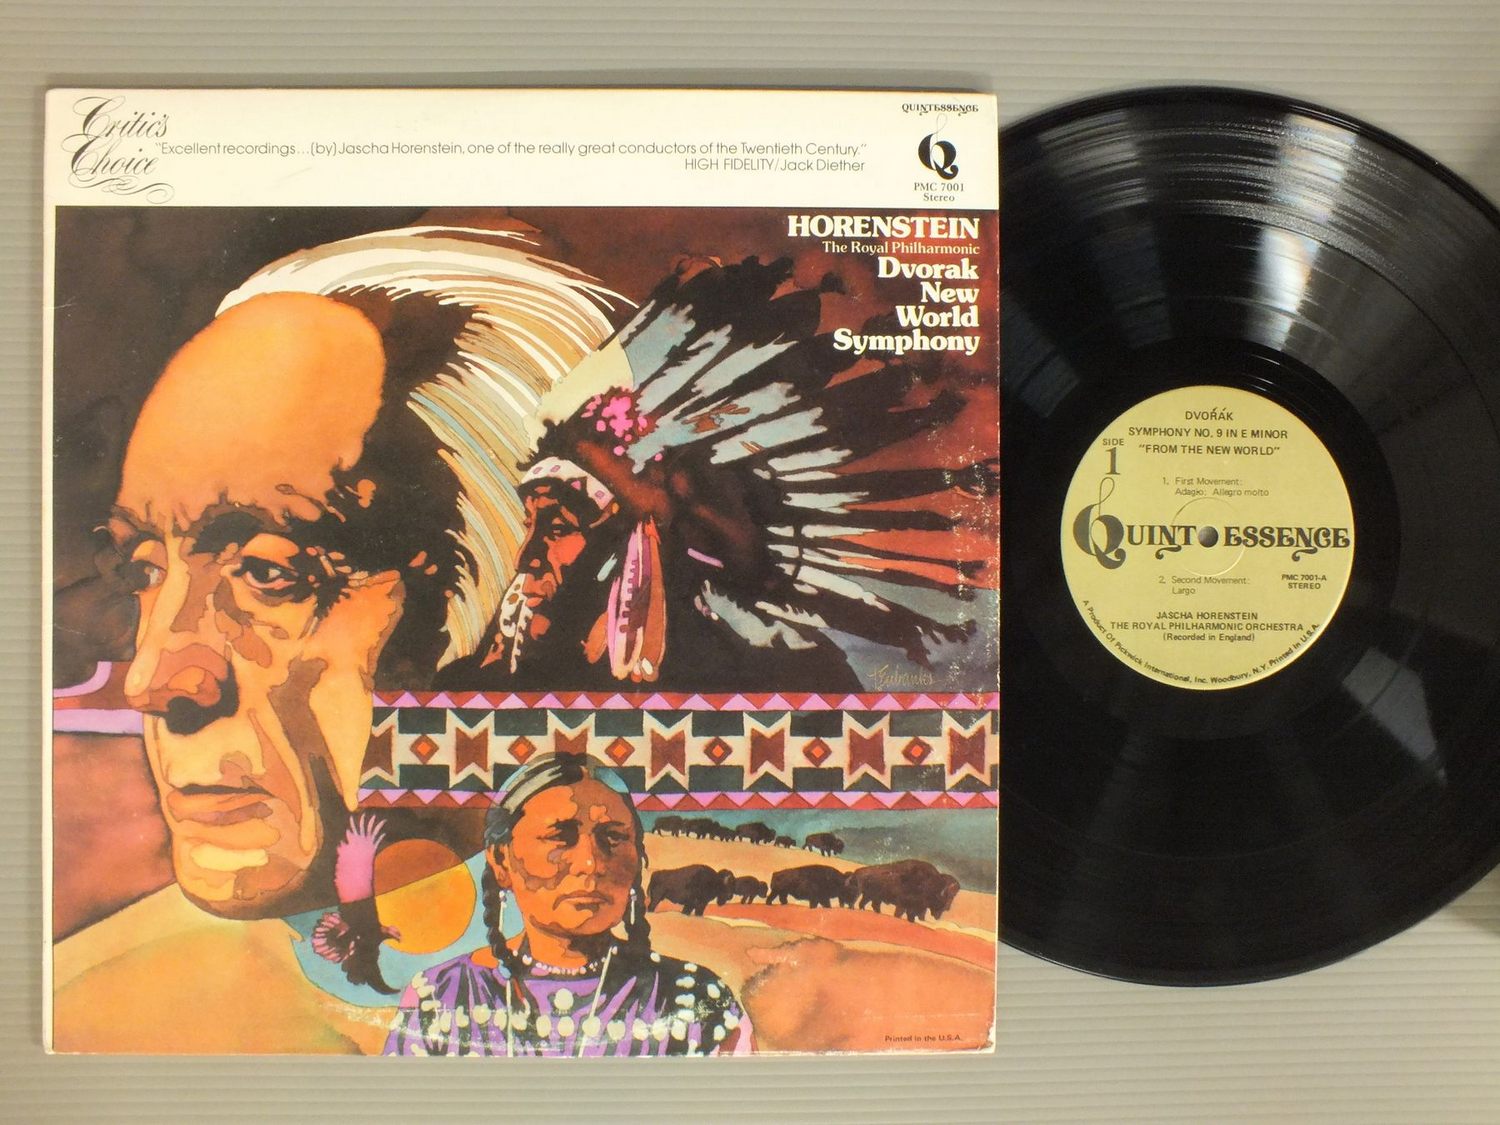 Critic's
Choice
"Excellent recordings...(by) Jascha Horenstein, one of the really great conductors of the Twentieth Century."
HIGH FIDELITY/Jack Diether
QUINTESSENCE
Q
PMC 7001
Stereo
HORENSTEIN
The Royal Philharmonic
Dvorak
New
World
Symphony
Eubanks
Printed in the U.S.A.
DVOŘÁK
SYMPHONY NO. 9 IN E MINOR
"FROM THE NEW WORLD"
SIDE
1
1. First Movement:
Adagio; Allegro molto
QUINTESSENCE
2. Second Movement:
Largo
PMC 7001-A
STEREO
JASCHA HORENSTEIN
THE ROYAL PHILHARMONIC ORCHESTRA
(Recorded in England)
A Product Of Pickwick International, Inc. Woodbury, N.Y. Printed In U.S.A.